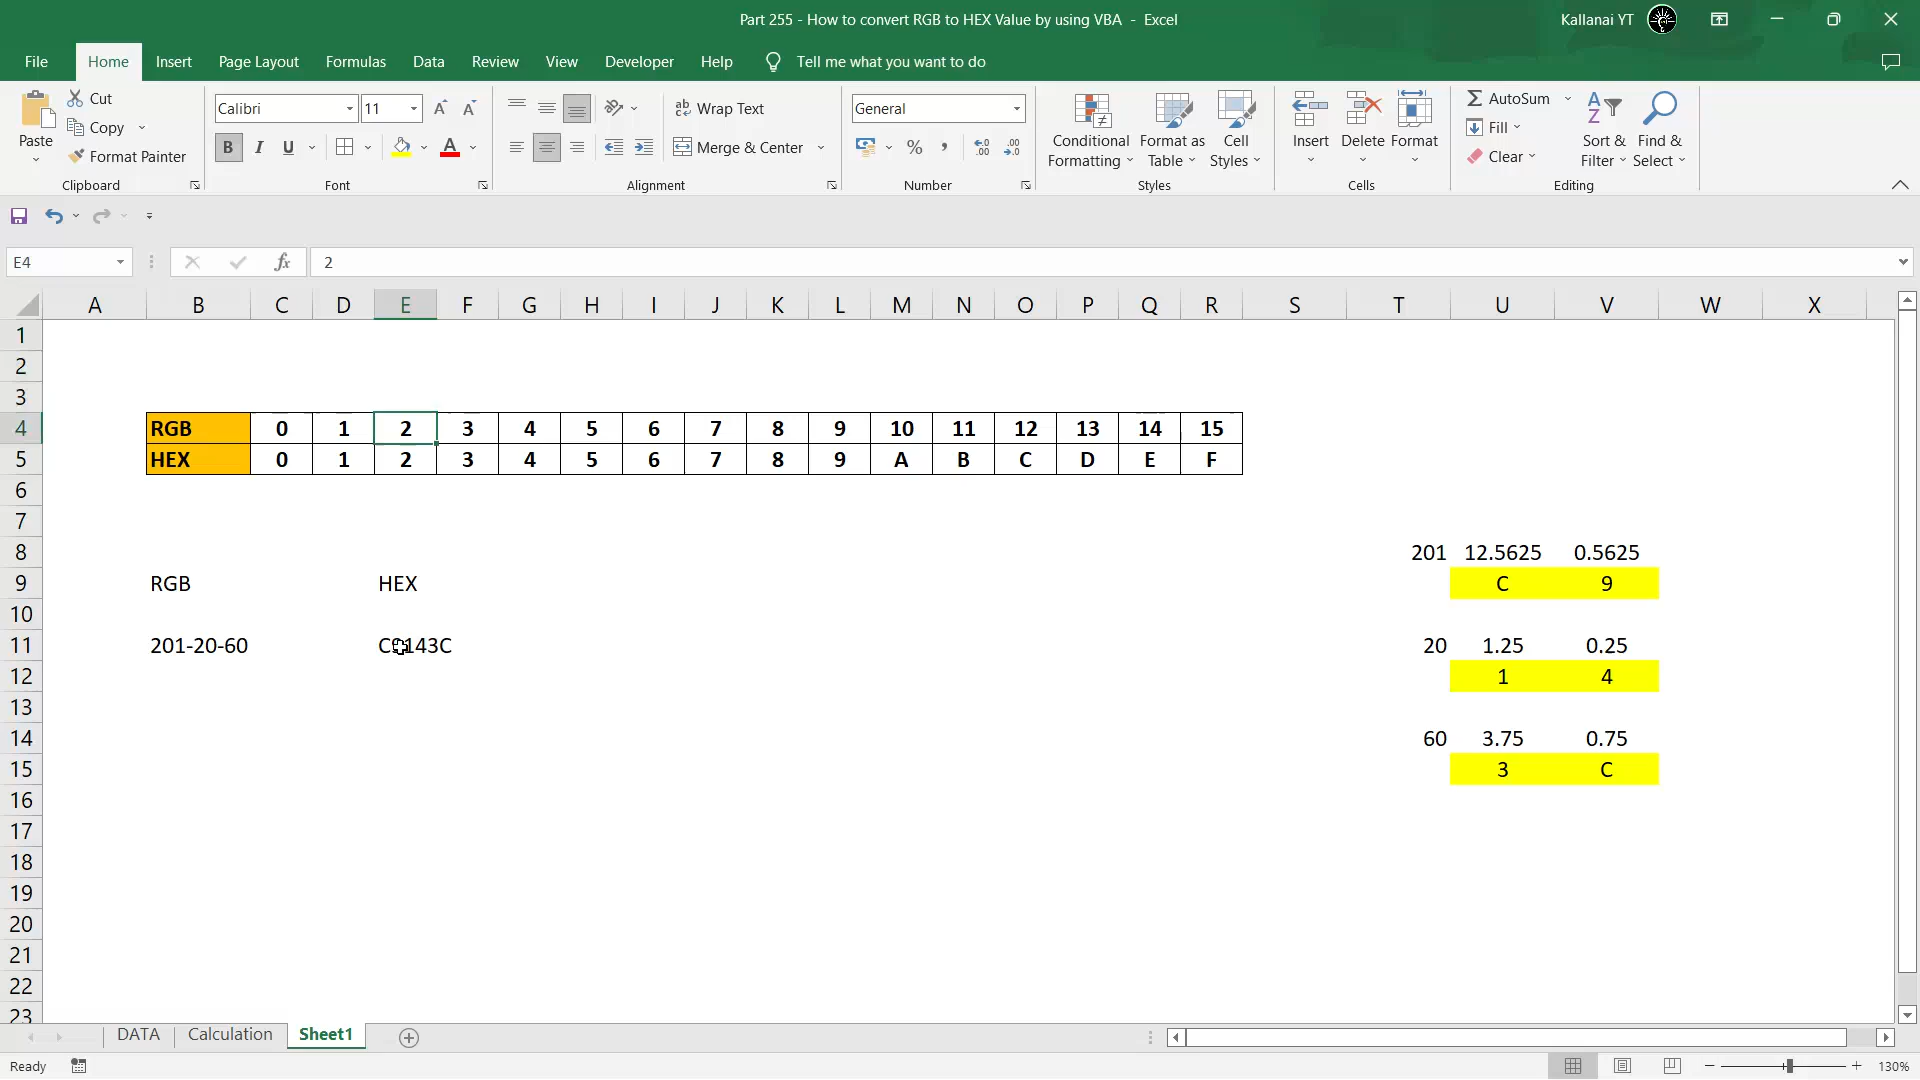 Part 255 - How to convert RGB to HEX Value by using VBA - Excel
Kallanai YT
File Home Insert Page Layout Formulas Data Review View Developer Help Tell me what you want to do
Paste
Cut
Copy
Format Painter
Clipboard
Calibri 11
B I U
Font
ab Wrap Text
Merge & Center
Alignment
General
Number
Conditional Formatting
Format as Table
Cell Styles
Styles
Insert Delete Format
Cells
AutoSum
Fill
Clear
Sort & Filter
Find & Select
Editing
E4 fx 2
A B C D E F G H I J K L M N O P Q R S T U V W X
1
2
3
4 RGB 0 1 2 3 4 5 6 7 8 9 10 11 12 13 14 15
5 HEX 0 1 2 3 4 5 6 7 8 9 A B C D E F
6
7
8 201 12.5625 0.5625
9 RGB HEX C 9
10
11 201-20-60 C9143C 20 1.25 0.25
12 1 4
13
14 60 3.75 0.75
15 3 C
16
17
18
19
20
21
22
23
DATA Calculation Sheet1
Ready 130%